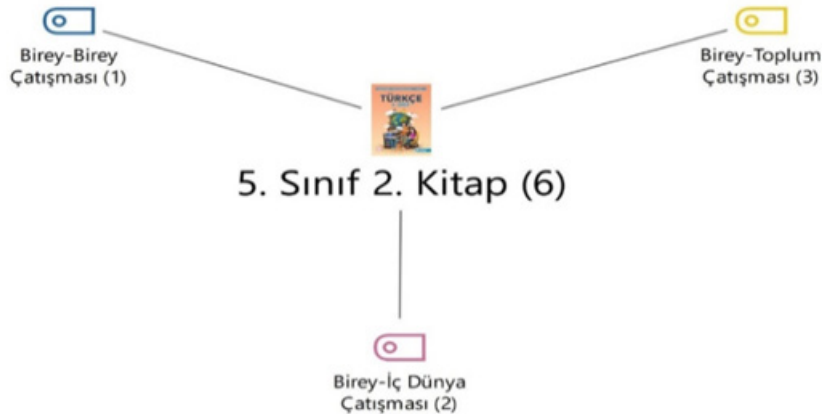 Birey-Birey
Çatışması (1)
Birey-Toplum
Çatışması (3)
TÜRKÇE
5. Sınıf 2. Kitap (6)
Birey-İç Dünya
Çatışması (2)